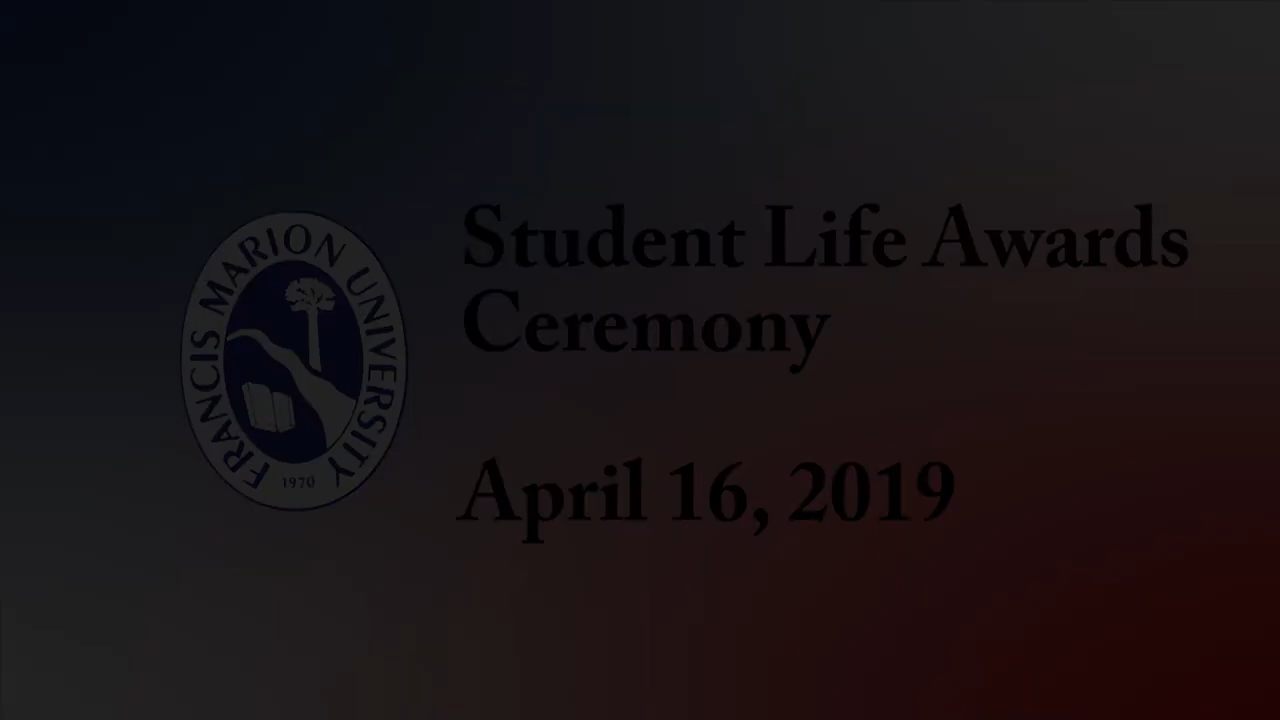 FRANCIS MARION UNIVERSITY
1970
Student Life Awards
Ceremony
April 16, 2019